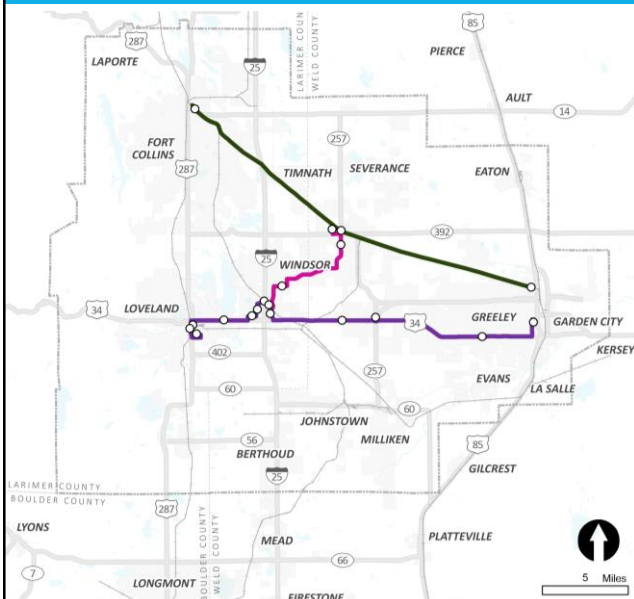 85
287
LAPORTE
25
LARIMER COUN
WELD COUNTY
PIERCE
AULT
14
FORT
COLLINS
257
287
TIMNATH
SEVERANCE
EATON
392
25
WINDSOR
34
LOVELAND
34
GREELEY
GARDEN CITY
402
KERSEY
257
60
EVANS
LA SALLE
60
JOHNSTOWN
MILLIKEN
56
85
BERTHOUD
25
GILCREST
LARIMER COUNTY
BOULDER COUNTY
287
BOULDER COUNTY
WELD COUNTY
LYONS
MEAD
PLATTEVILLE
66
7
LONGMONT
FIRESTONE
5 Miles